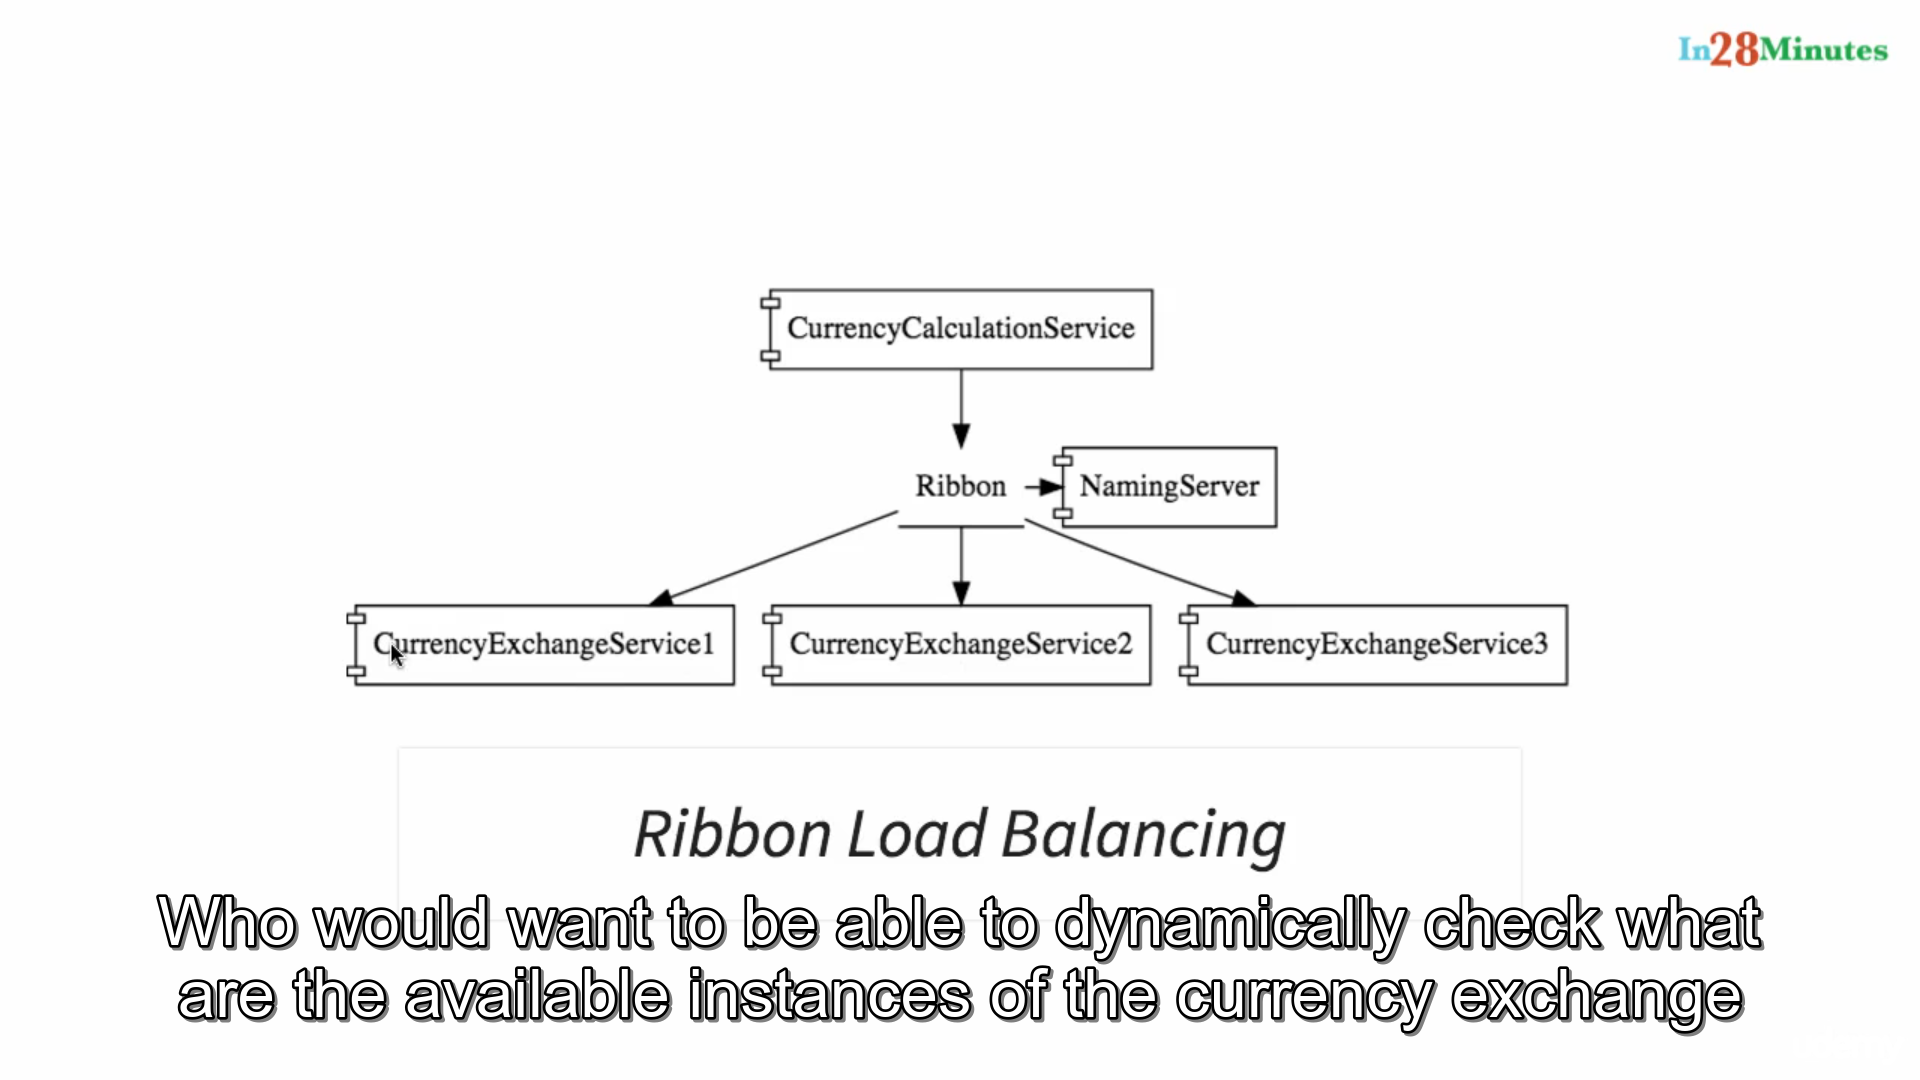 In28Minutes
CurrencyCalculationService
Ribbon
NamingServer
CurrencyExchangeService1
CurrencyExchangeService2
CurrencyExchangeService3
Ribbon Load Balancing
Who would want to be able to dynamically check what
are the available instances of the currency exchange